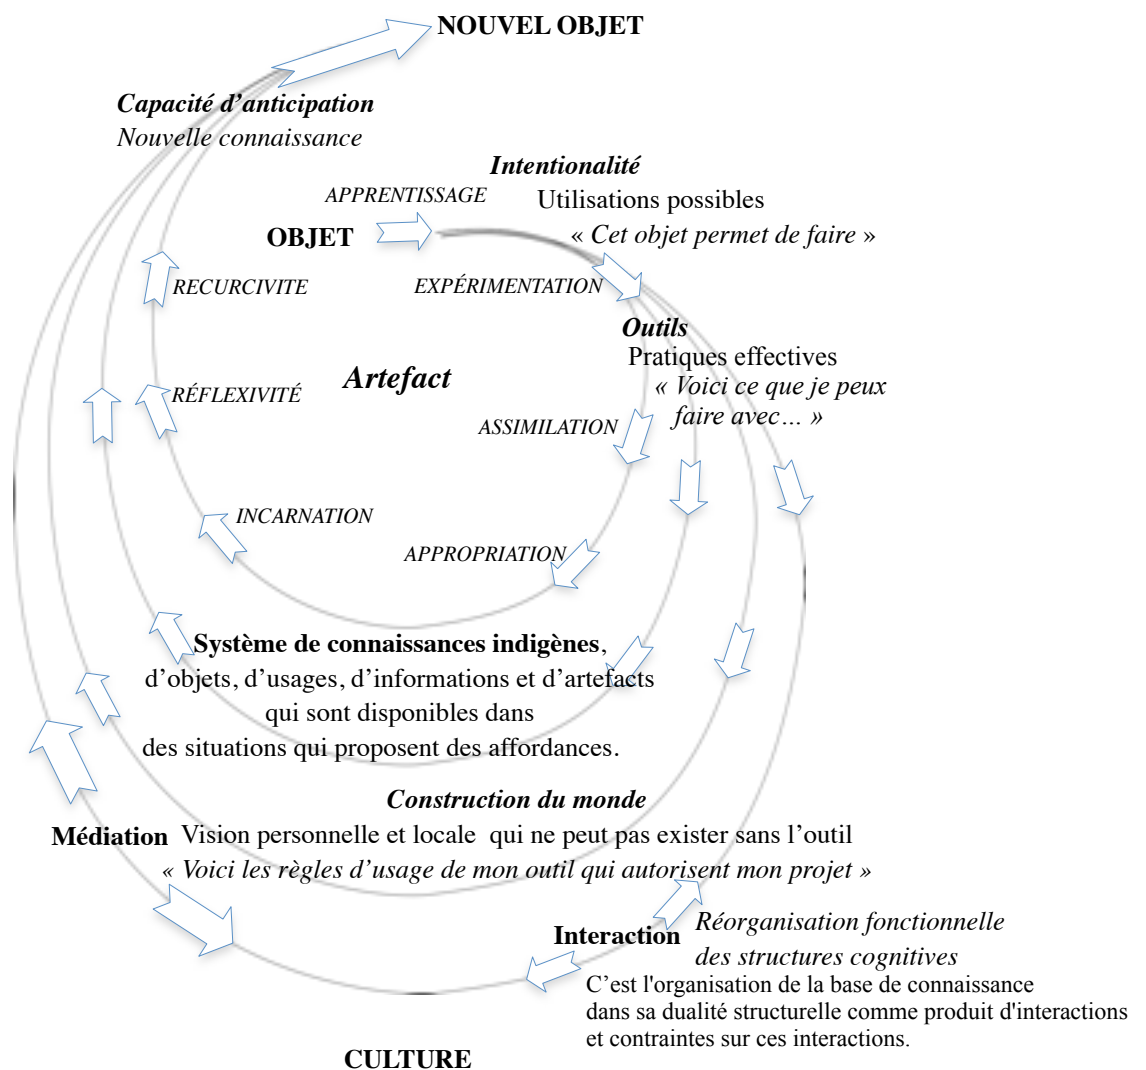 NOUVEL OBJET
Capacité d’anticipation
Nouvelle connaissance
Intentionalité
APPRENTISSAGE
Utilisations possibles
OBJET
« Cet objet permet de faire »
RECURCIVITE
EXPÉRIMENTATION
Outils
Pratiques effectives
Artefact
« Voici ce que je peux
faire avec… »
RÉFLEXIVITÉ
ASSIMILATION
INCARNATION
APPROPRIATION
Système de connaissances indigènes,
d’objets, d’usages, d’informations et d’artefacts
qui sont disponibles dans
des situations qui proposent des affordances.
Construction du monde
Médiation Vision personnelle et locale qui ne peut pas exister sans l’outil
« Voici les règles d’usage de mon outil qui autorisent mon projet »
Interaction
Réorganisation fonctionnelle
des structures cognitives
C’est l'organisation de la base de connaissance
dans sa dualité structurelle comme produit d'interactions
et contraintes sur ces interactions.
CULTURE